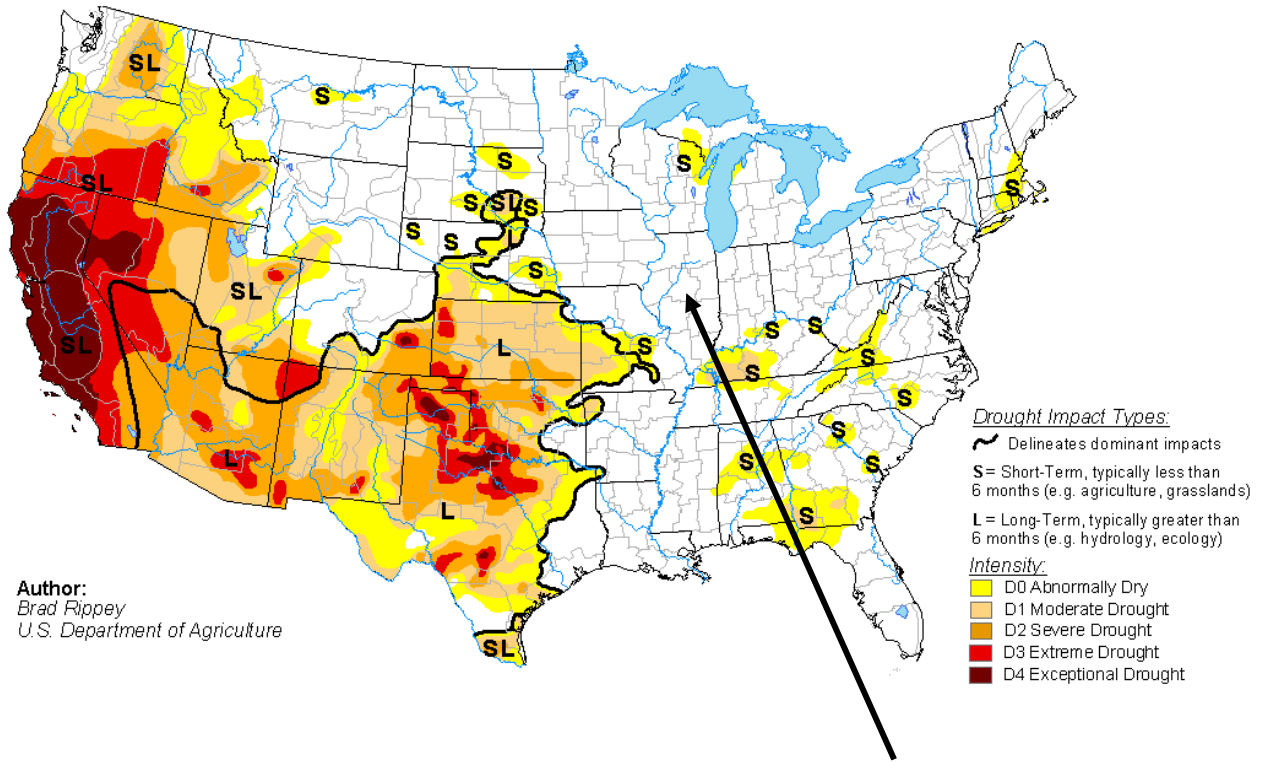 SL
S
S
S
SL
S
S
SL
S
S
L
S
S
SL
S
S
SL
L
S
S
S
S
S
L
S
S
L
S
SL
Drought Impact Types:
Delineates dominant impacts
S = Short-Term, typically less than
6 months (e.g. agriculture, grasslands)
L = Long-Term, typically greater than
6 months (e.g. hydrology, ecology)
Intensity:
D0 Abnormally Dry
D1 Moderate Drought
D2 Severe Drought
D3 Extreme Drought
D4 Exceptional Drought
Author:
Brad Rippey
U.S. Department of Agriculture